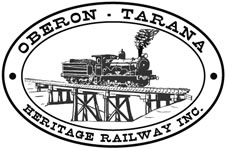 OBERON - TARANA
HERITAGE RAILWAY INC.